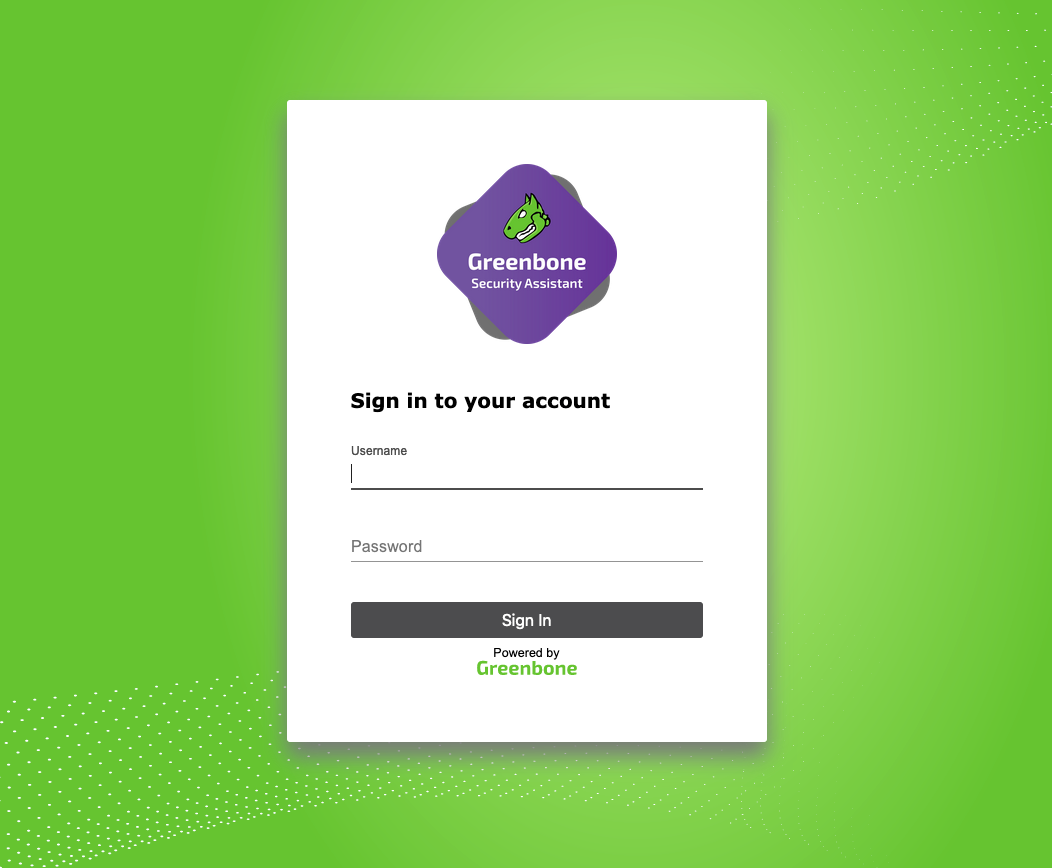 Greenbone
Security Assistant
Sign in to your account
Username
Password
Sign In
Powered by
Greenbone